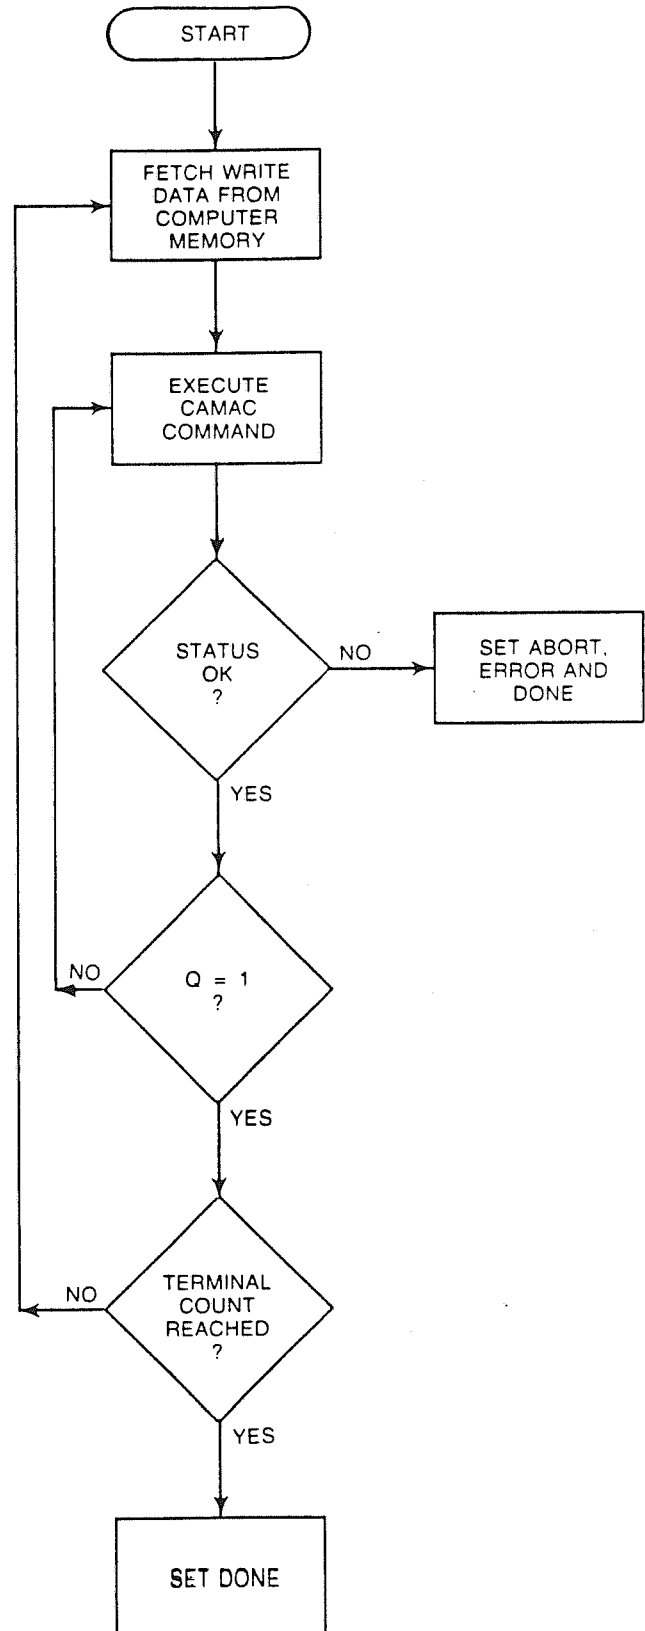 START
FETCH WRITE
DATA FROM
COMPUTER
MEMORY
EXECUTE
CAMAC
COMMAND
STATUS
OK
?
NO
SET ABORT,
ERROR AND
DONE
YES
NO
Q = 1
?
YES
NO
TERMINAL
COUNT
REACHED
?
YES
SET DONE